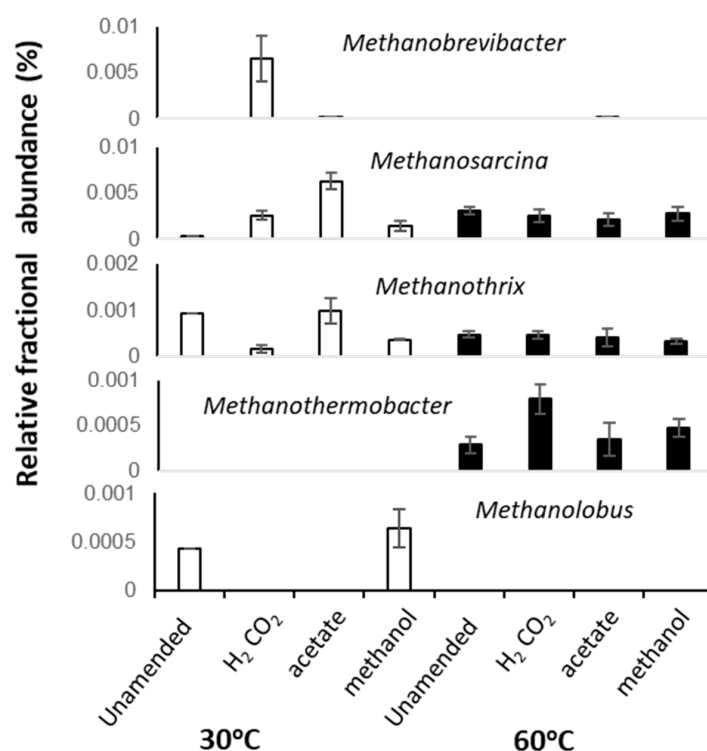 Relative fractional abundance (%)
0.01
0.005
0
Methanobrevibacter
0.01
0.005
0
Methanosarcina
0.002
0.001
0
Methanothrix
0.001
0.0005
0
Methanothermobacter
0.001
0.0005
0
Methanolobus
Unamended
H₂ CO₂
acetate
methanol
Unamended
H₂ CO₂
acetate
methanol
30°C
60°C